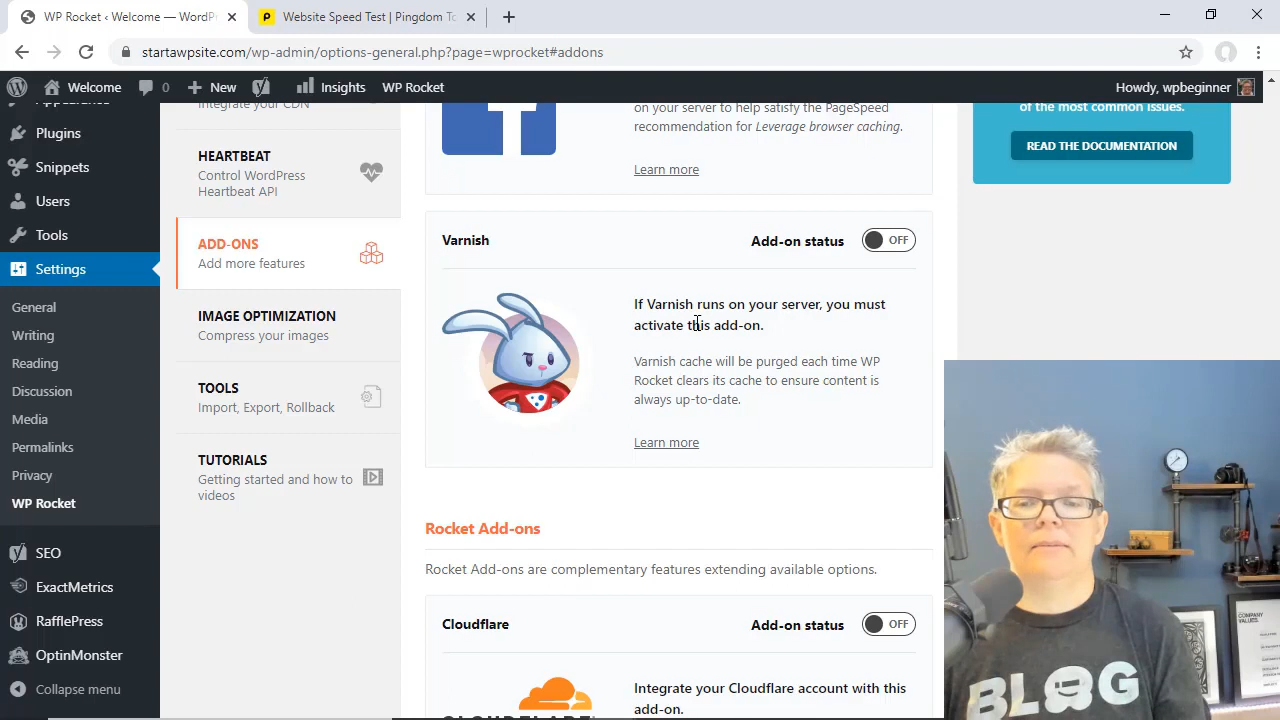 WP Rocket ‹ Welcome — WordPr
Website Speed Test | Pingdom To
startawpsite.com/wp-admin/options-general.php?page=wprocket#addons
Welcome
0
New
Insights
WP Rocket
Howdy, wpbeginner
Appearance
Plugins
Snippets
Users
Tools
Settings
General
Writing
Reading
Discussion
Media
Permalinks
Privacy
WP Rocket
SEO
ExactMetrics
RafflePress
OptinMonster
Collapse menu
Integrate your CDN
HEARTBEAT
Control WordPress
Heartbeat API
ADD-ONS
Add more features
IMAGE OPTIMIZATION
Compress your images
TOOLS
Import, Export, Rollback
TUTORIALS
Getting started and how to
videos
on your server to help satisfy the PageSpeed
recommendation for Leverage browser caching.
Learn more
Varnish
Add-on status
OFF
If Varnish runs on your server, you must
activate this add-on.
Varnish cache will be purged each time WP
Rocket clears its cache to ensure content is
always up-to-date.
Learn more
Rocket Add-ons
Rocket Add-ons are complementary features extending available options.
Cloudflare
Add-on status
OFF
CLOUDFLARE
Integrate your Cloudflare account with this
add-on.
of the most common issues.
READ THE DOCUMENTATION
COMPANY
VALUES
BLOG